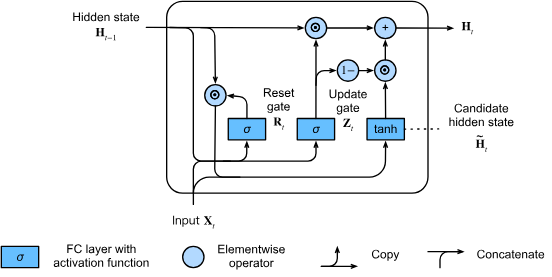 Hidden state
H_{t−1}
H_t
+
1−
Reset
gate
R_t
Update
gate
Z_t
σ
σ
tanh
Candidate
hidden state
H̃_t
Input X_t
σ
FC layer with
activation function
Elementwise
operator
Copy
Concatenate